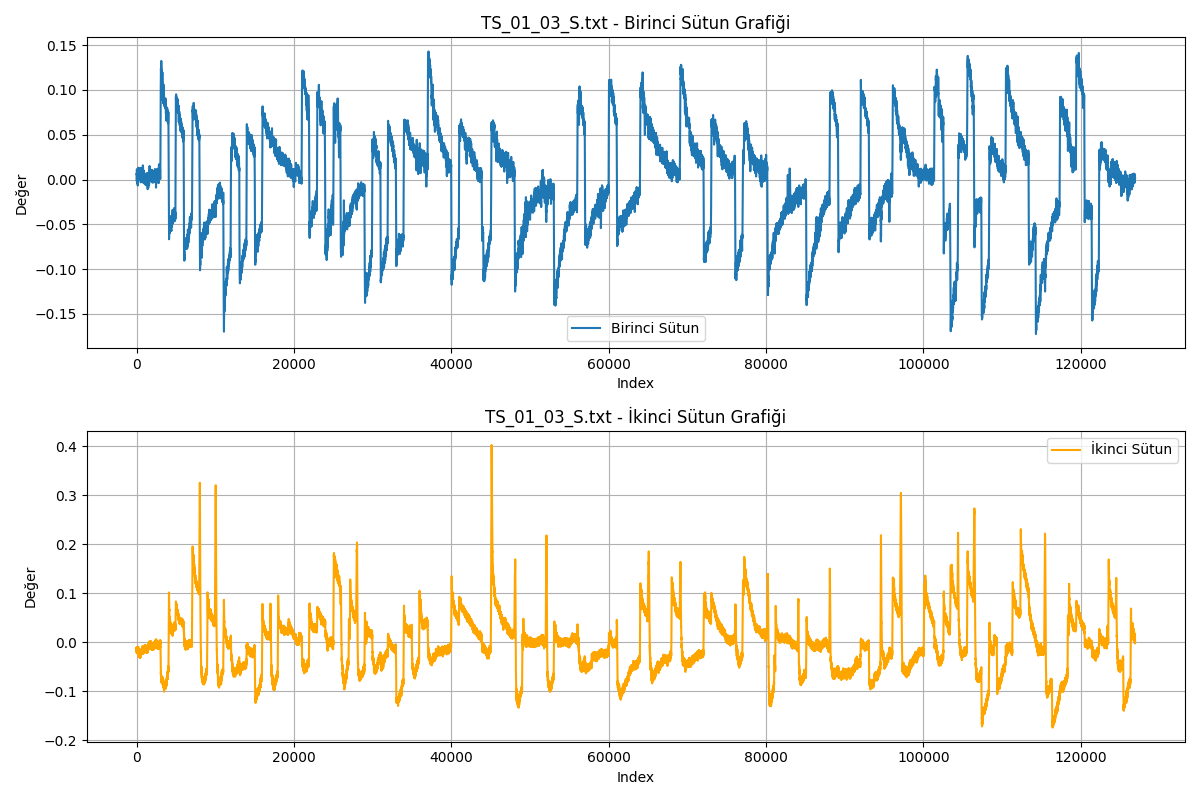 TS_01_03_S.txt - Birinci Sütun Grafiği
0.15
0.10
0.05
0.00
−0.05
−0.10
−0.15
Değer
Birinci Sütun
0 20000 40000 60000 80000 100000 120000
Index
TS_01_03_S.txt - İkinci Sütun Grafiği
0.4
0.3
0.2
0.1
0.0
−0.1
−0.2
Değer
İkinci Sütun
0 20000 40000 60000 80000 100000 120000
Index